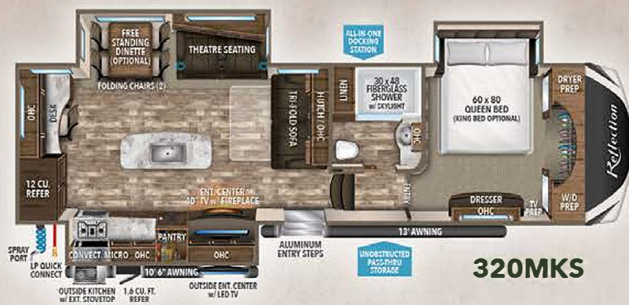 FREE
STANDING
DINETTE
(OPTIONAL)
THEATRE SEATING
FOLDING CHAIRS (2)
ALL-IN-ONE
DOCKING
STATION
OHC
DESK
TRI-FOLD SOFA
HUTCH / OHC
LINEN
30 x 48
FIBERGLASS
SHOWER
w/ SKYLIGHT
OHC
60 x 80
QUEEN BED
(KING BED OPTIONAL)
DRYER
PREP
Reflection
12 CU.
REFER
ENT. CENTER
40" TV w/ FIREPLACE
LINEN
DRESSER
OHC
TV
PREP
W/D
PREP
SPRAY
PORT
LP QUICK
CONNECT
CONVECT. MICRO
OHC
PANTRY
OHC
ALUMINUM
ENTRY STEPS
13' AWNING
UNOBSTRUCTED
PASS-THRU
STORAGE
320MKS
10' 6" AWNING
OUTSIDE KITCHEN
w/ EXT. STOVETOP
1.6 CU. FT.
REFER
OUTSIDE ENT. CENTER
w/ LED TV